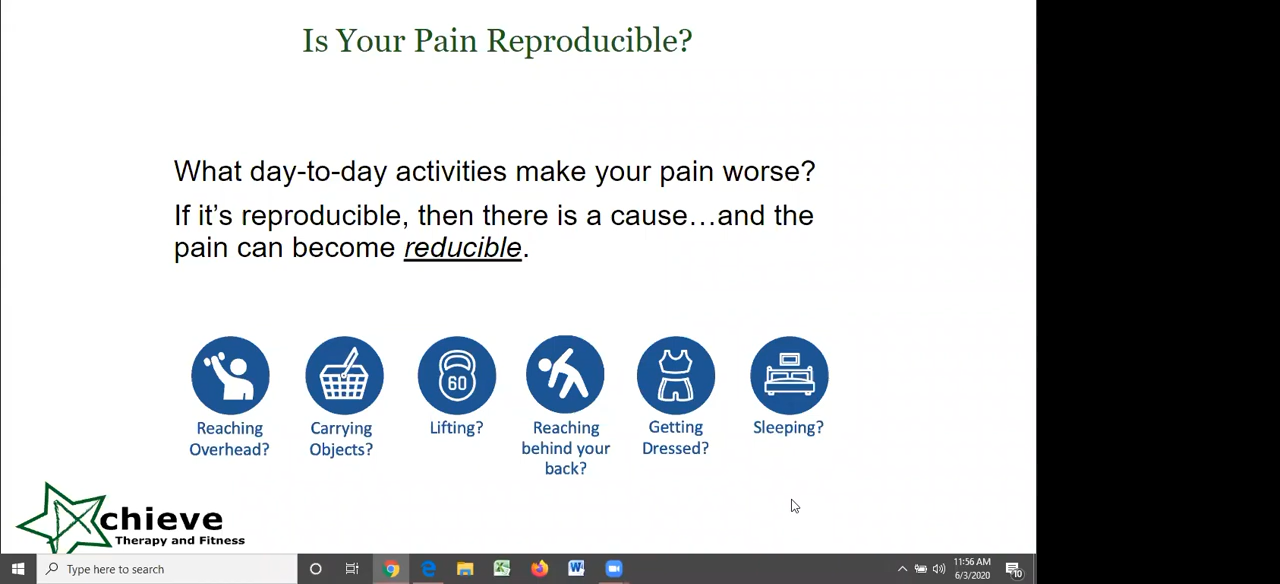 Is Your Pain Reproducible?
What day-to-day activities make your pain worse?
If it’s reproducible, then there is a cause…and the
pain can become reducible.
60
Reaching
Overhead?
Carrying
Objects?
Lifting?
Reaching
behind your
back?
Getting
Dressed?
Sleeping?
chieve
Therapy and Fitness
Type here to search
11:56 AM
6/3/2020
10